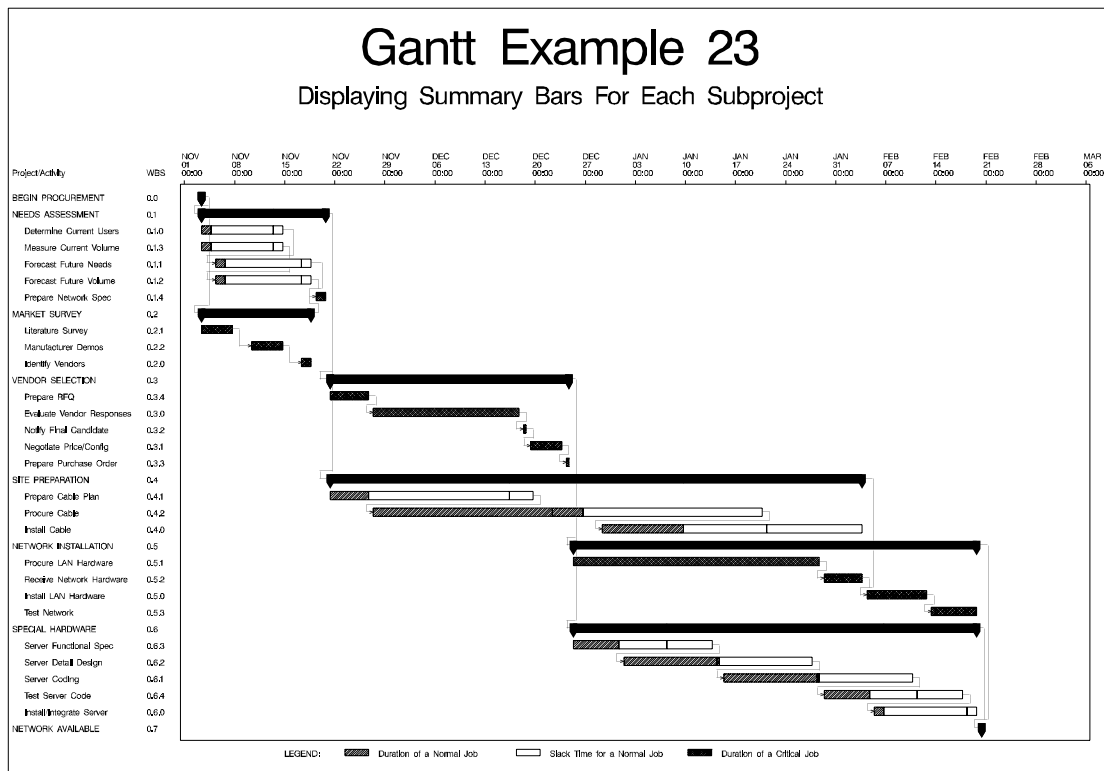 Gantt Example 23
Displaying Summary Bars For Each Subproject
NOV NOV NOV NOV NOV DEC DEC DEC DEC JAN JAN JAN JAN JAN FEB FEB FEB FEB MAR
01 08 15 22 29 06 13 20 27 03 10 17 24 31 07 14 21 28 06
Project/Activity WBS 00:00 00:00 00:00 00:00 00:00 00:00 00:00 00:00 00:00 00:00 00:00 00:00 00:00 00:00 00:00 00:00 00:00 00:00 00:00
BEGIN PROCUREMENT 0.0
NEEDS ASSESSMENT 0.1
Determine Current Users 0.1.0
Measure Current Volume 0.1.3
Forecast Future Needs 0.1.1
Forecast Future Volume 0.1.2
Prepare Network Spec 0.1.4
MARKET SURVEY 0.2
Literature Survey 0.2.1
Manufacturer Demos 0.2.2
Identify Vendors 0.2.0
VENDOR SELECTION 0.3
Prepare RFQ 0.3.4
Evaluate Vendor Responses 0.3.0
Notify Final Candidate 0.3.2
Negotiate Price/Config 0.3.1
Prepare Purchase Order 0.3.3
SITE PREPARATION 0.4
Prepare Cable Plan 0.4.1
Procure Cable 0.4.2
Install Cable 0.4.0
NETWORK INSTALLATION 0.5
Procure LAN Hardware 0.5.1
Receive Network Hardware 0.5.2
Install LAN Hardware 0.5.0
Test Network 0.5.3
SPECIAL HARDWARE 0.6
Server Functional Spec 0.6.3
Server Detail Design 0.6.2
Server Coding 0.6.1
Test Server Code 0.6.4
Install/Integrate Server 0.6.0
NETWORK AVAILABLE 0.7
LEGEND: Duration of a Normal Job Slack Time for a Normal Job Duration of a Critical Job